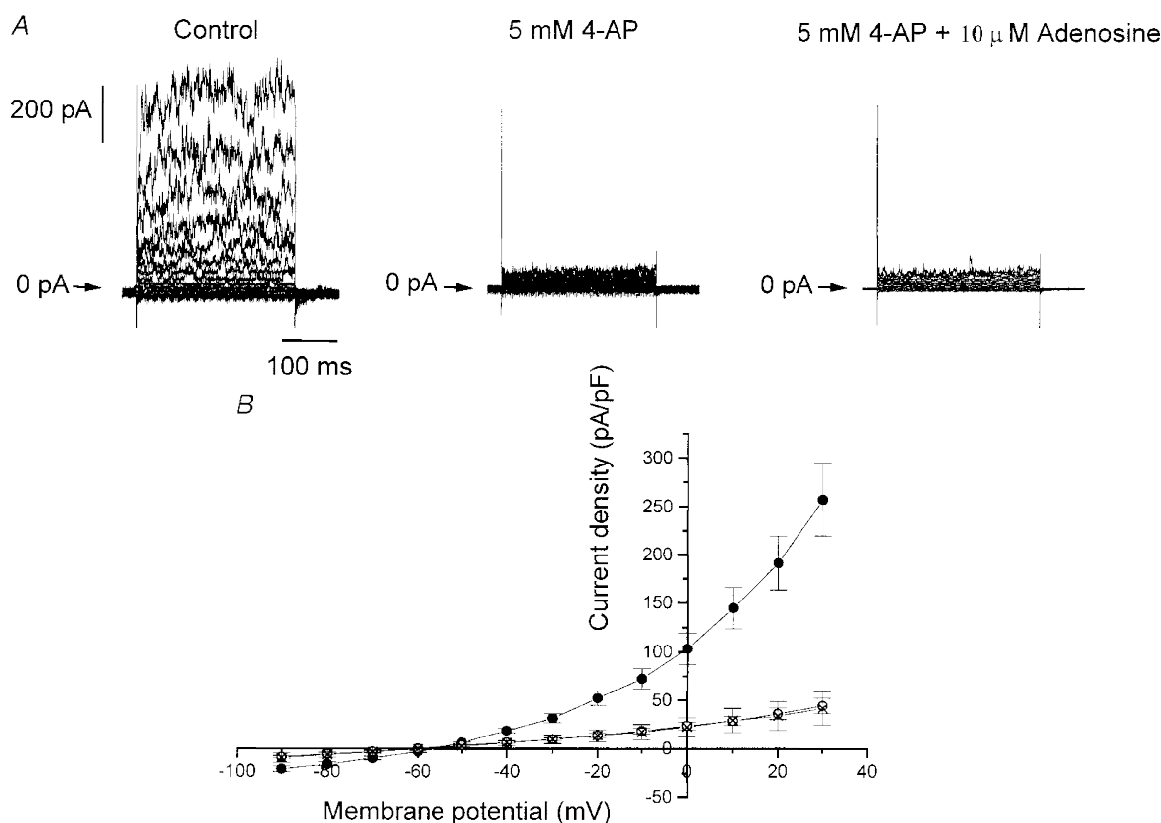 A
Control
5 mM 4-AP
5 mM 4-AP + 10 μM Adenosine
200 pA
0 pA
0 pA
0 pA
100 ms
B
Current density (pA/pF)
300
250
200
150
100
50
0
-50
-100
-80
-60
-40
-20
0
20
40
Membrane potential (mV)